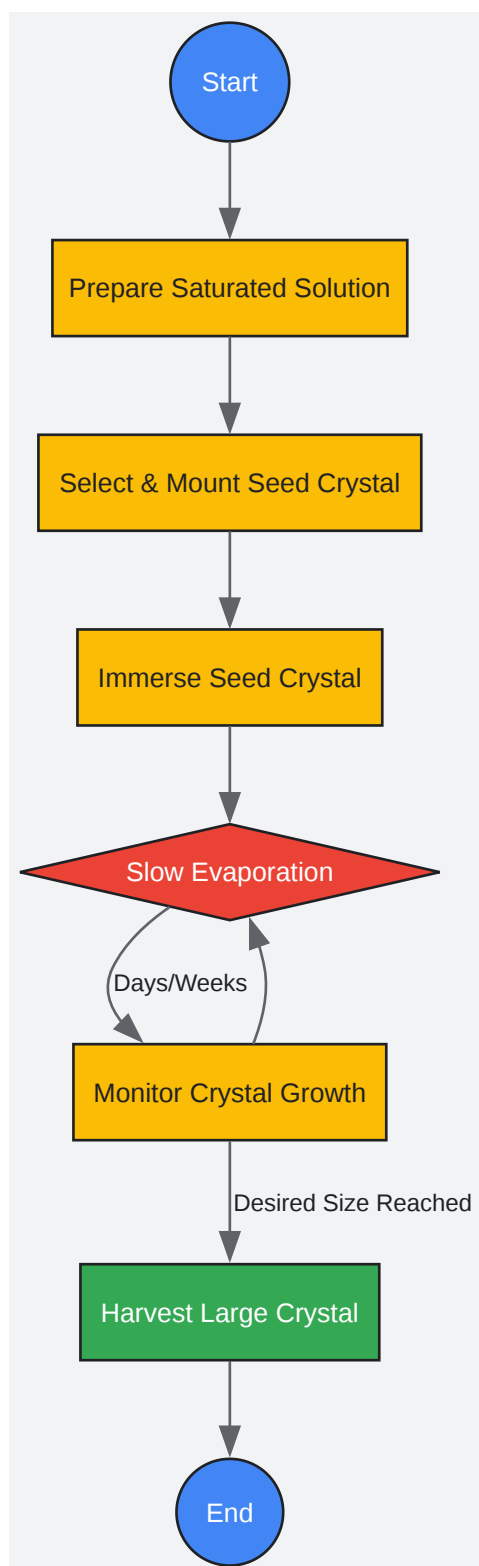 Start
Prepare Saturated Solution
Select & Mount Seed Crystal
Immerse Seed Crystal
Slow Evaporation
Days/Weeks
Monitor Crystal Growth
Desired Size Reached
Harvest Large Crystal
End